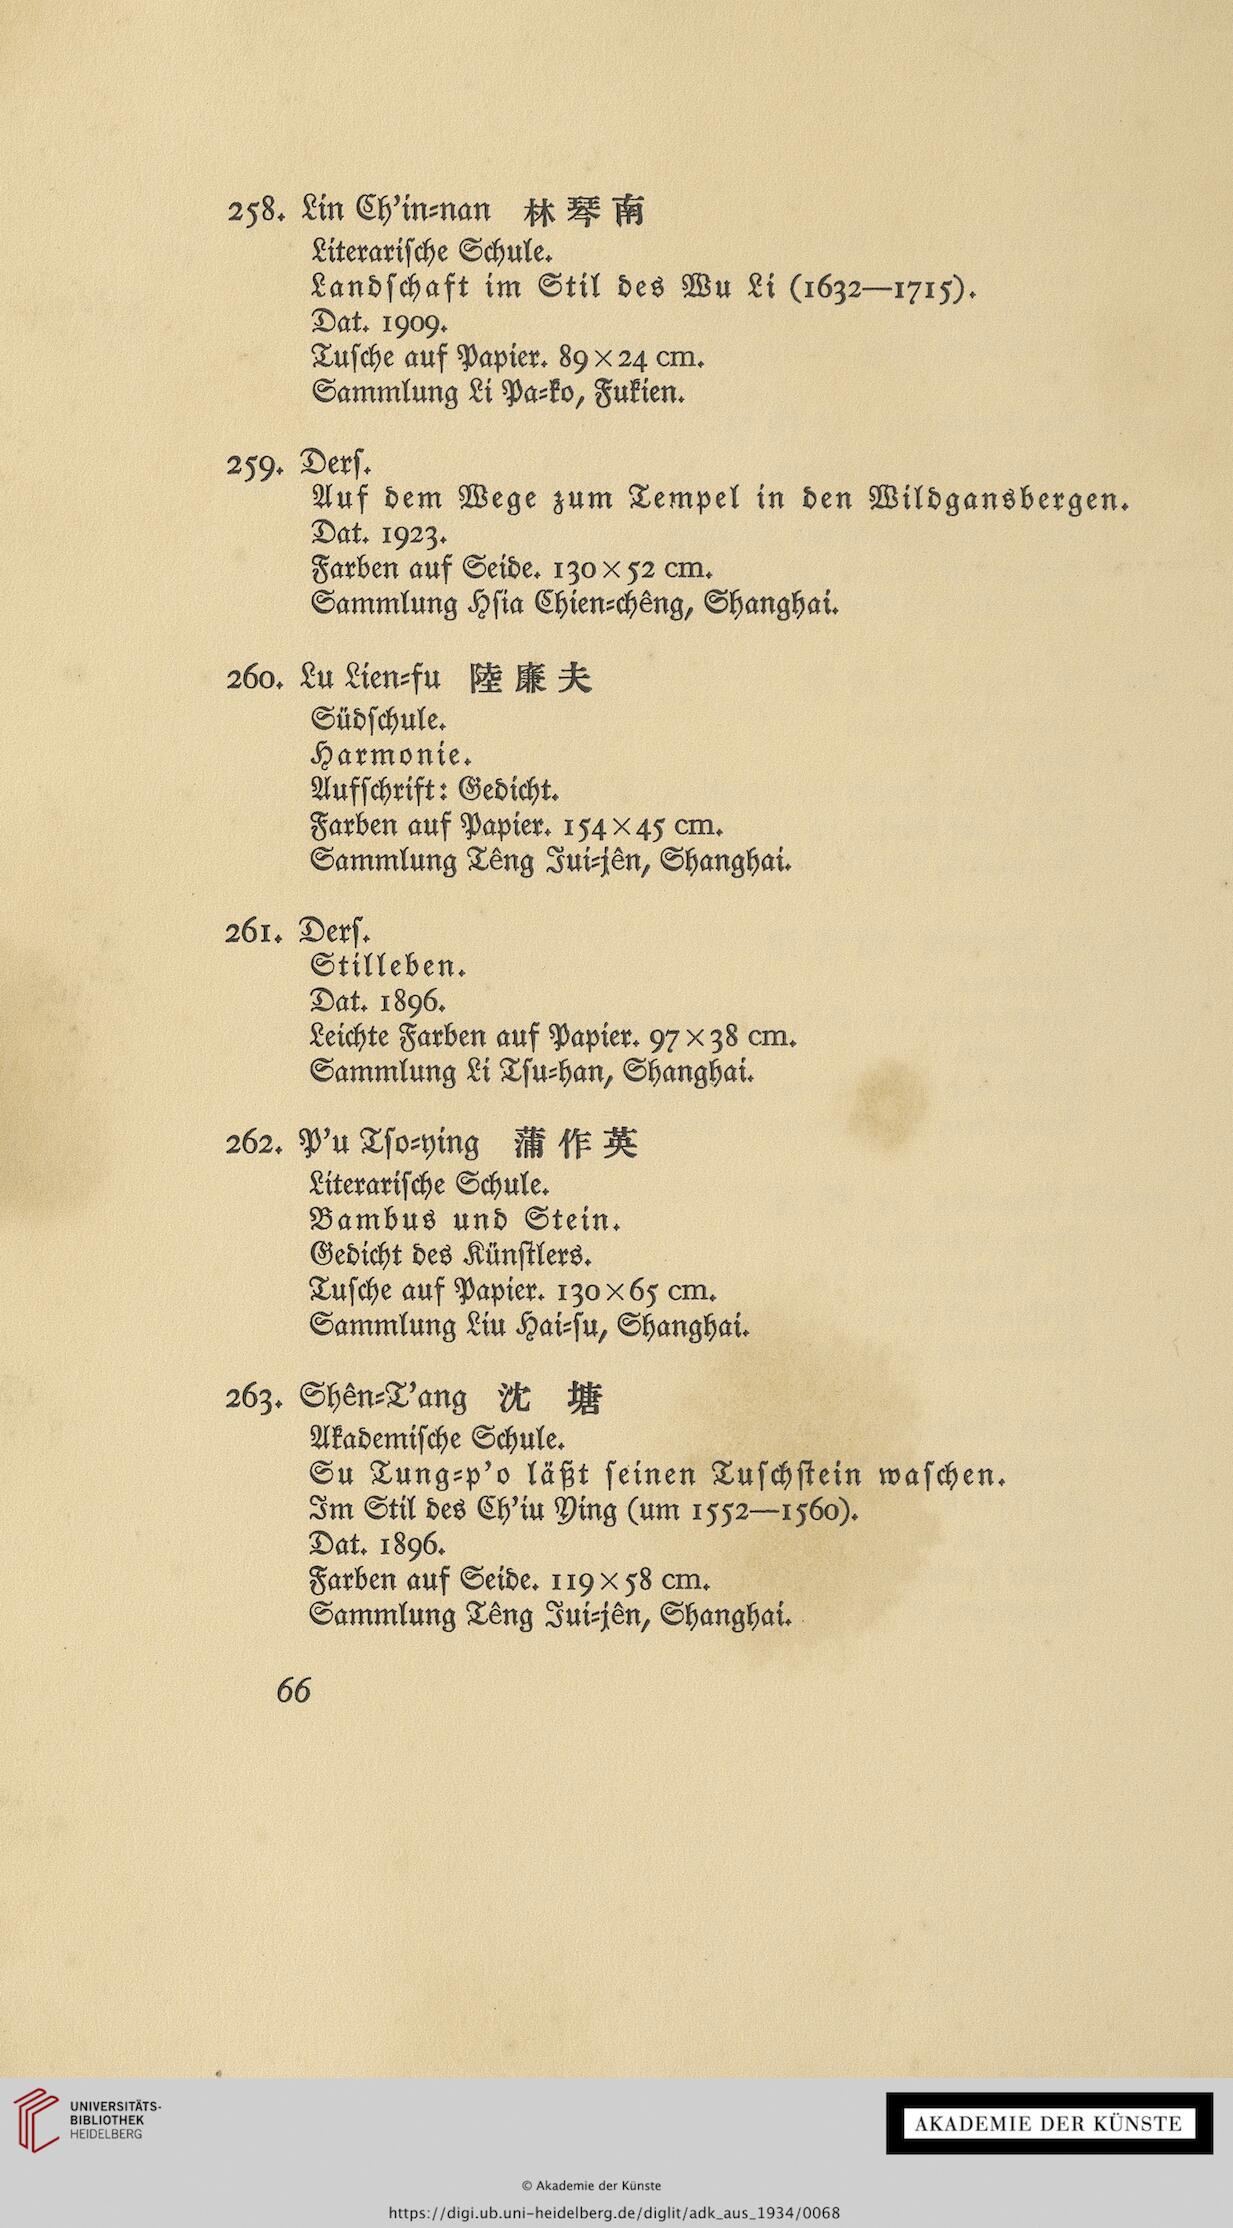 258. Lin Ch’in-nan 林琴南
Literarische Schule.
Landschaft im Stil des Wu Li (1632—1715).
Dat. 1909.
Tusche auf Papier. 89×24 cm.
Sammlung Li Pa-ko, Fukien.
259. Ders.
Auf dem Wege zum Tempel in den Wildgansbergen.
Dat. 1923.
Farben auf Seide. 130×52 cm.
Sammlung Hsia Chien-chêng, Shanghai.
260. Lu Lien-fu 陸廉夫
Südschule.
Harmonie.
Aufschrift: Gedicht.
Farben auf Papier. 154×45 cm.
Sammlung Têng Jui-jên, Shanghai.
261. Ders.
Stilleben.
Dat. 1896.
Leichte Farben auf Papier. 97×38 cm.
Sammlung Li Tsu-han, Shanghai.
262. P’u Tso-ying 蒲作英
Literarische Schule.
Bambus und Stein.
Gedicht des Künstlers.
Tusche auf Papier. 130×65 cm.
Sammlung Liu Hai-su, Shanghai.
263. Shên-T’ang 沈 塘
Akademische Schule.
Su Tung-p’o läßt seinen Tuschstein waschen.
Im Stil des Ch’iu Ying (um 1552—1560).
Dat. 1896.
Farben auf Seide. 119×58 cm.
Sammlung Têng Jui-jên, Shanghai.
66
UNIVERSITÄTS-
BIBLIOTHEK
HEIDELBERG
AKADEMIE DER KÜNSTE
© Akademie der Künste
https://digi.ub.uni-heidelberg.de/diglit/adk_aus_1934/0068